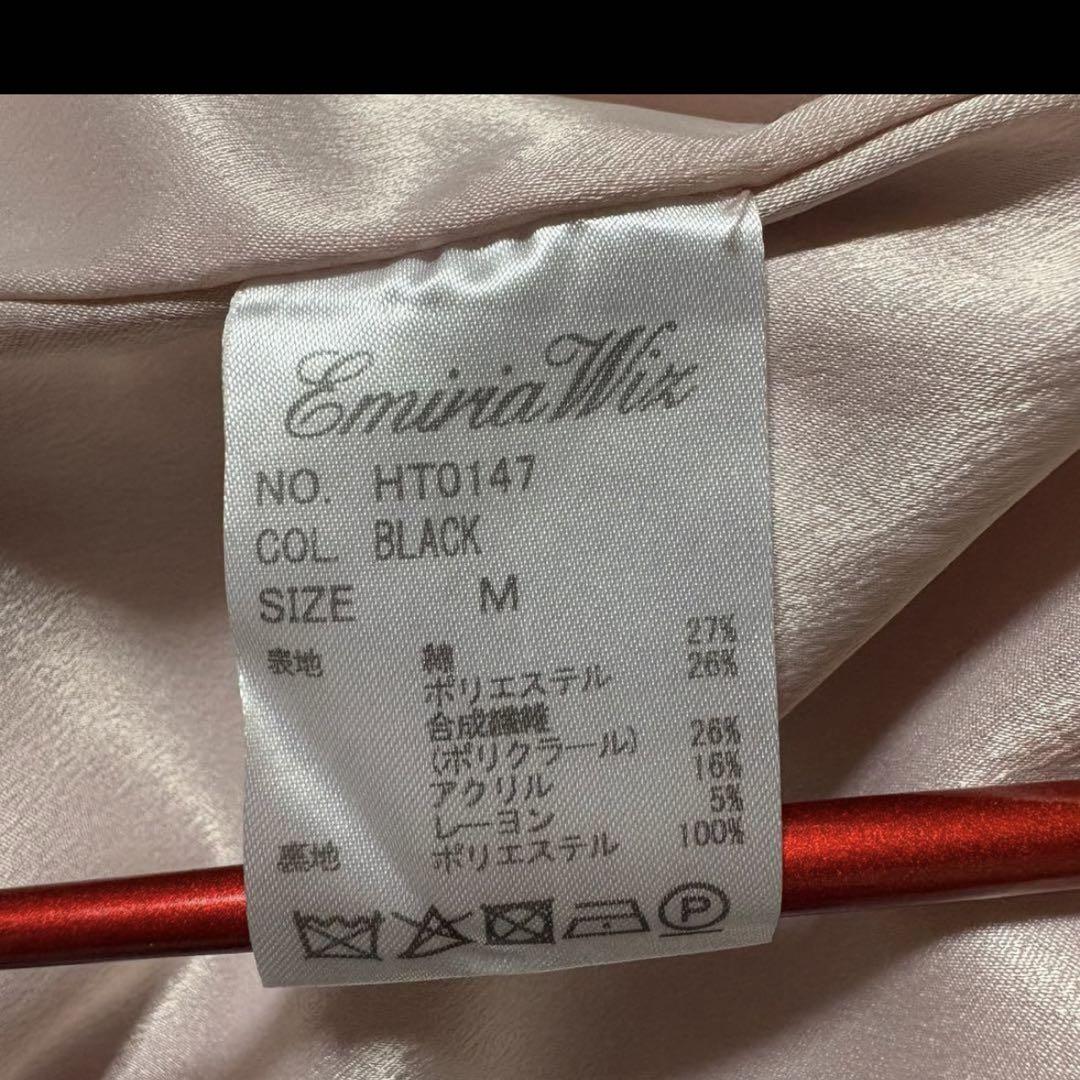 EmiriaWiz
NO. HT0147
COL. BLACK
SIZE M
表地 綿 27%
ポリエステル 26%
合成繊維
(ポリクラール) 26%
アクリル 16%
レーヨン 5%
裏地 ポリエステル 100%
P